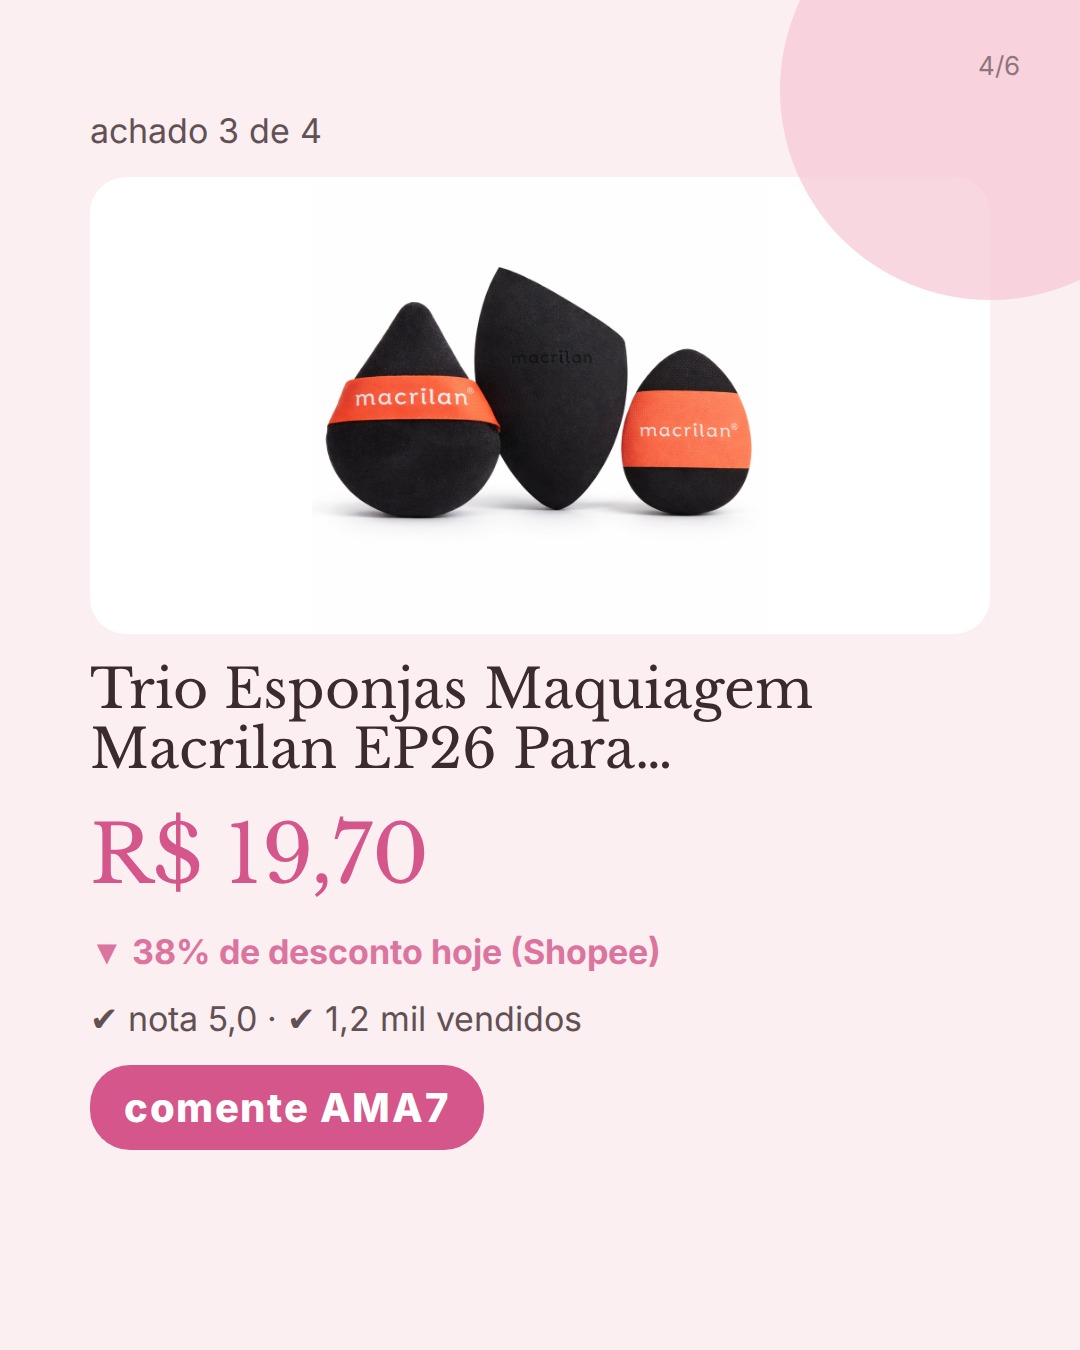 4/6
achado 3 de 4
macrilan
macrilan®
macrilan®
Trio Esponjas Maquiagem
Macrilan EP26 Para...
R$ 19,70
▼ 38% de desconto hoje (Shopee)
✔ nota 5,0 · ✔ 1,2 mil vendidos
comente AMA7